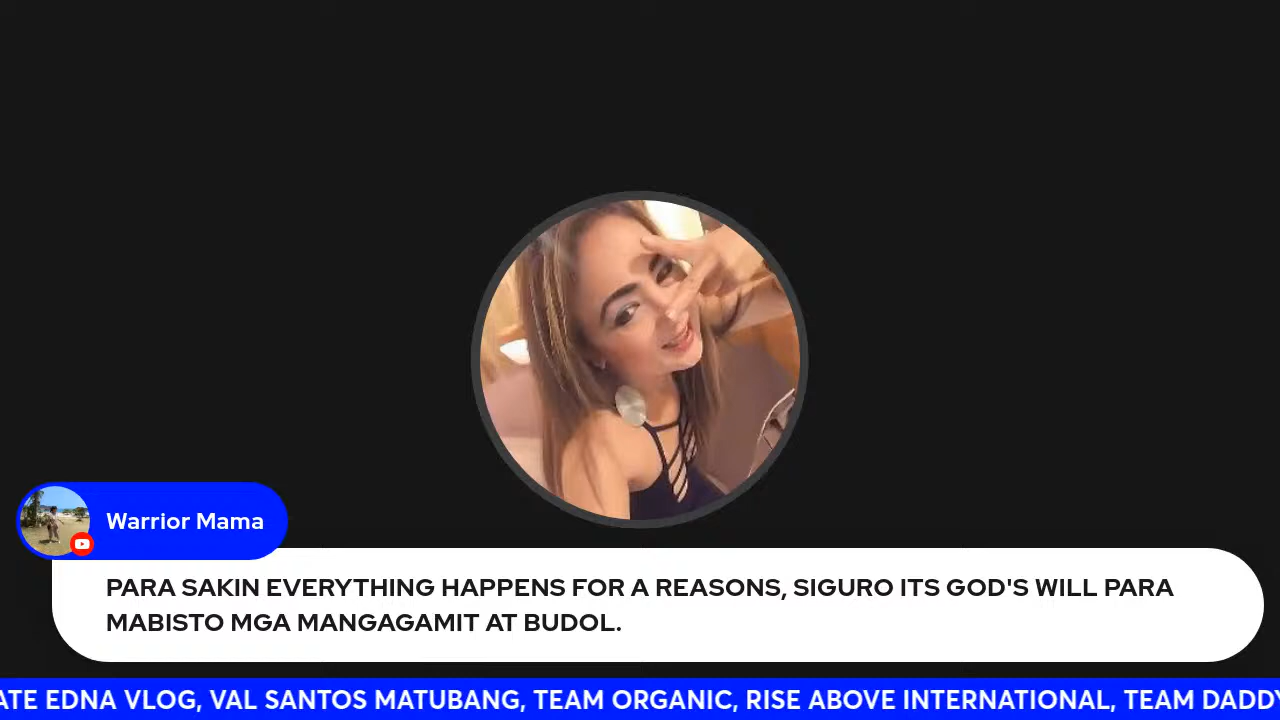 Warrior Mama
PARA SAKIN EVERYTHING HAPPENS FOR A REASONS, SIGURO ITS GOD'S WILL PARA
MABISTO MGA MANGAGAMIT AT BUDOL.
ATE EDNA VLOG, VAL SANTOS MATUBANG, TEAM ORGANIC, RISE ABOVE INTERNATIONAL, TEAM DADDY